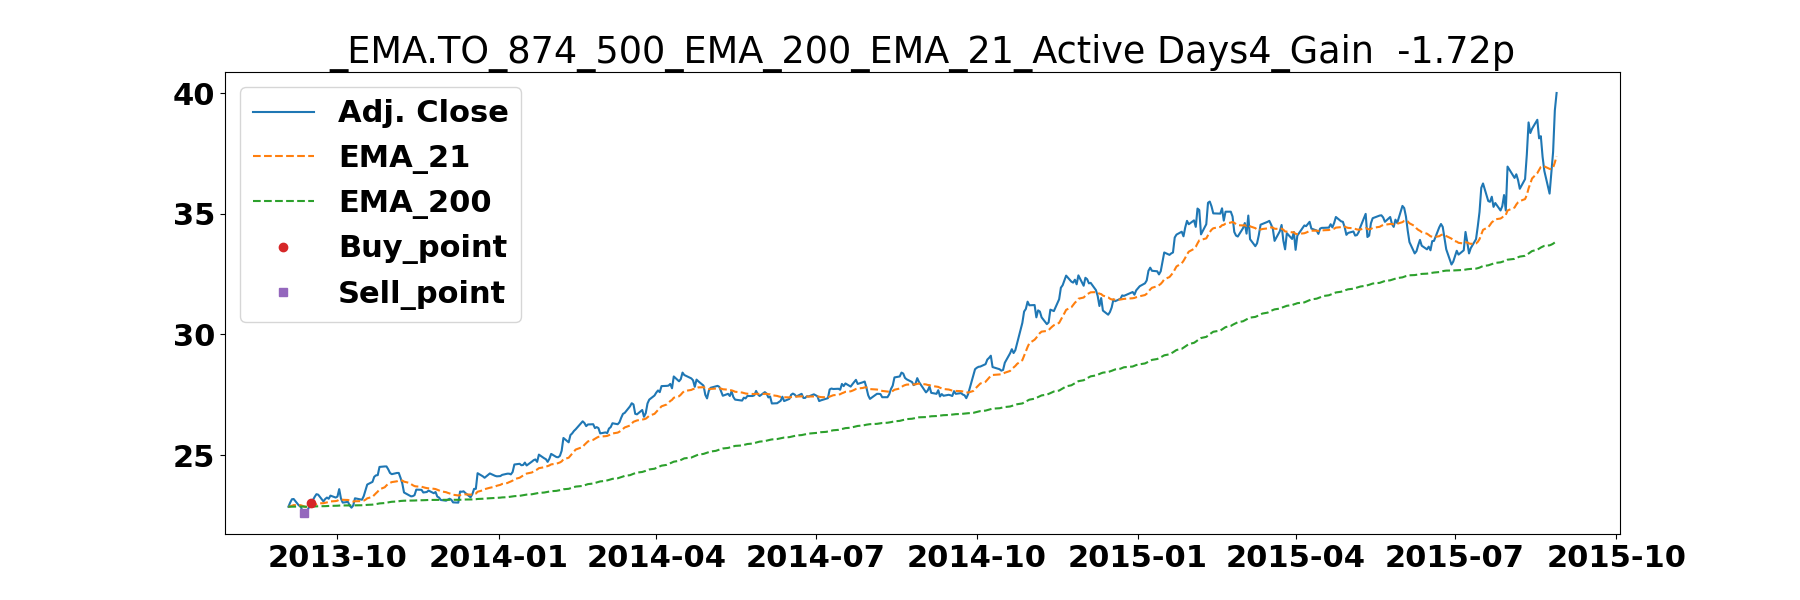 _EMA.TO_874_500_EMA_200_EMA_21_Active Days4_Gain  -1.72p
40
35
30
25
Adj. Close
EMA_21
EMA_200
Buy_point
Sell_point
2013-10 2014-01 2014-04 2014-07 2014-10 2015-01 2015-04 2015-07 2015-10